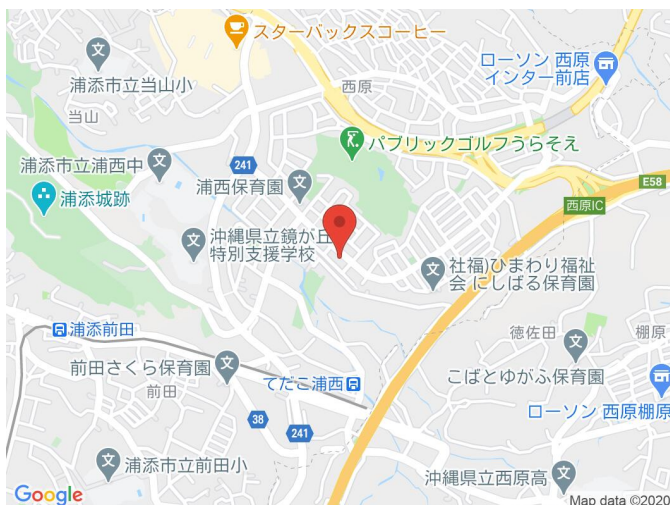 スターバックスコーヒー
浦添市立当山小
当山
西原
ローソン 西原
インター前店
パブリックゴルフうらそえ
浦添市立浦西中
241
浦西保育園
E58
西原IC
浦添城跡
沖縄県立鏡が丘
特別支援学校
社福)ひまわり福祉
会 にしばる保育園
浦添前田
徳佐田
棚原
前田さくら保育園
前田
てだこ浦西
こばとゆがふ保育園
ローソン 西原棚原
38
241
浦添市立前田小
沖縄県立西原高
Google
Map data ©2020